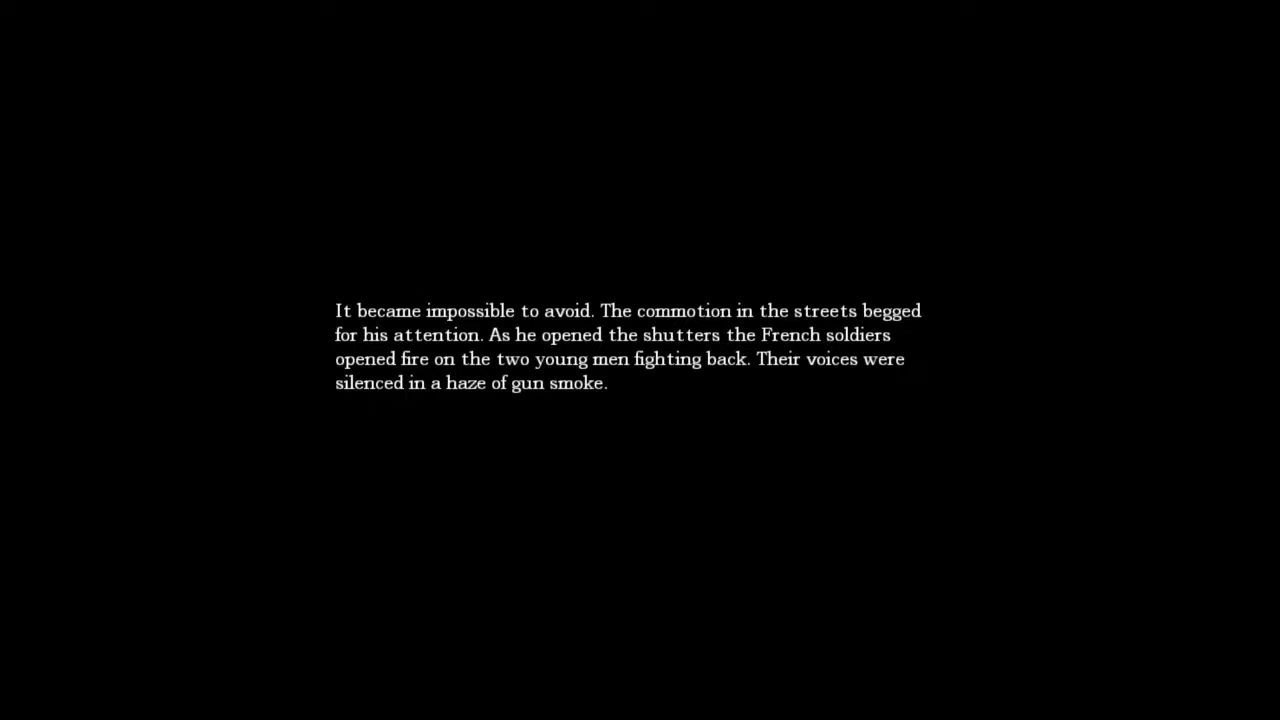 It became impossible to avoid. The commotion in the streets begged
for his attention. As he opened the shutters the French soldiers
opened fire on the two young men fighting back. Their voices were
silenced in a haze of gun smoke.